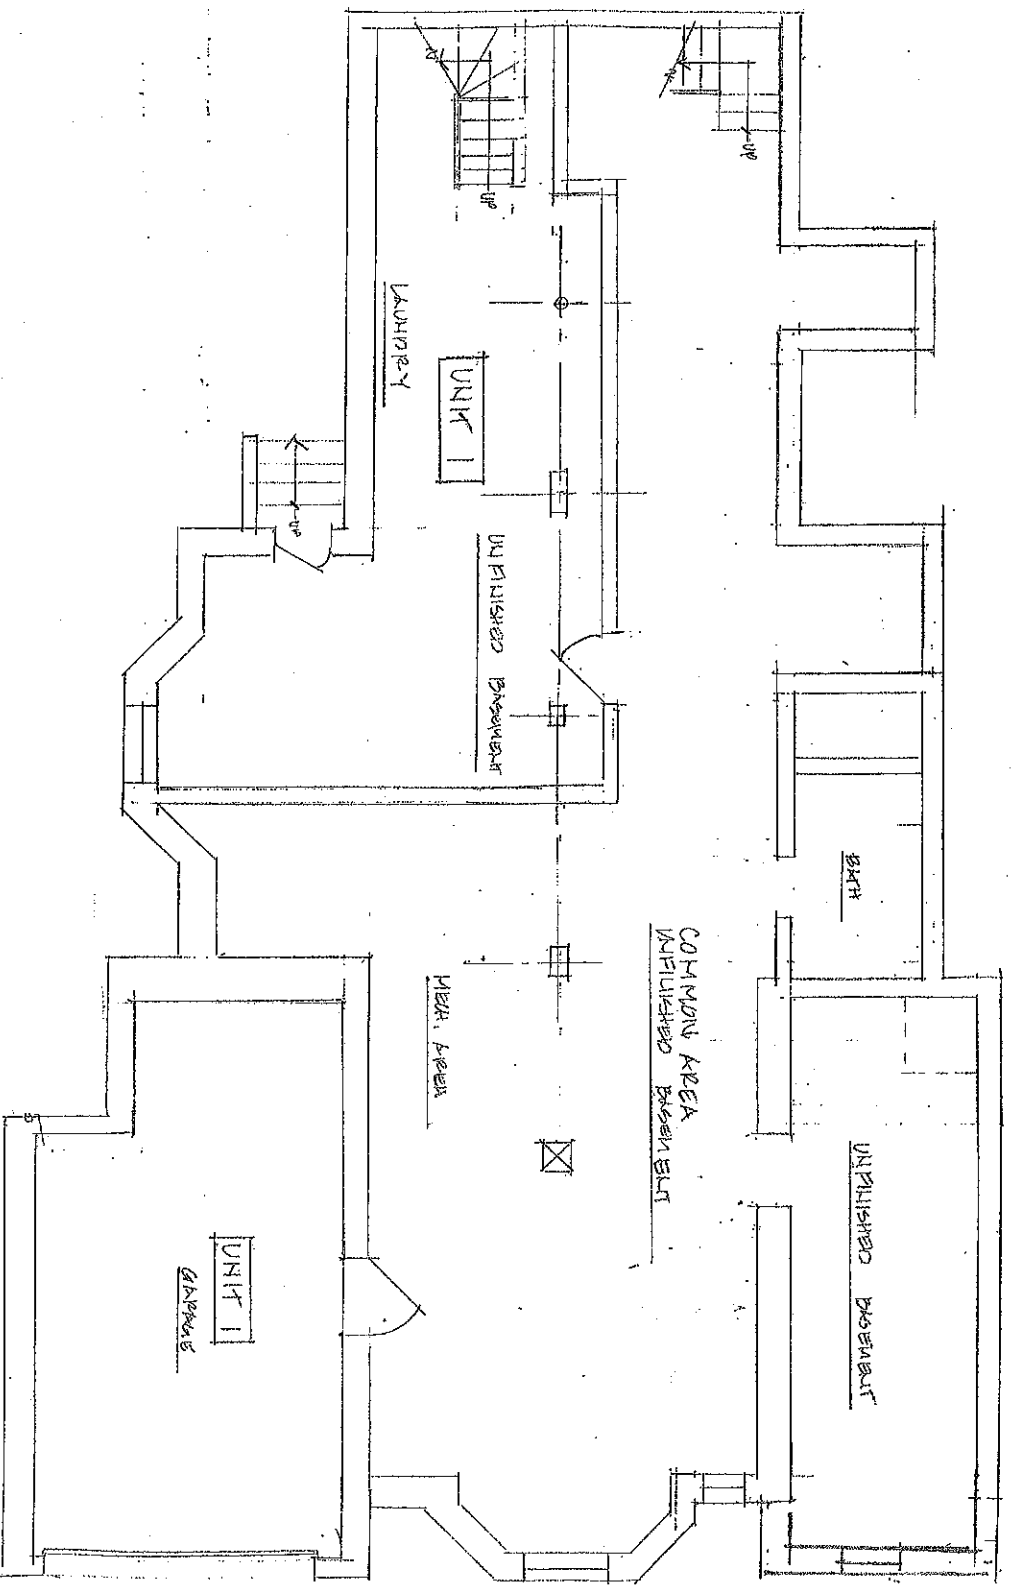 UP
UP
UP
LAUNDRY
UNIT 1
UNFINISHED BASEMENT
COMMON AREA
UNFINISHED BASEMENT
MECH. AREA
BATH
UNFINISHED BASEMENT
UNIT 1
GARAGE